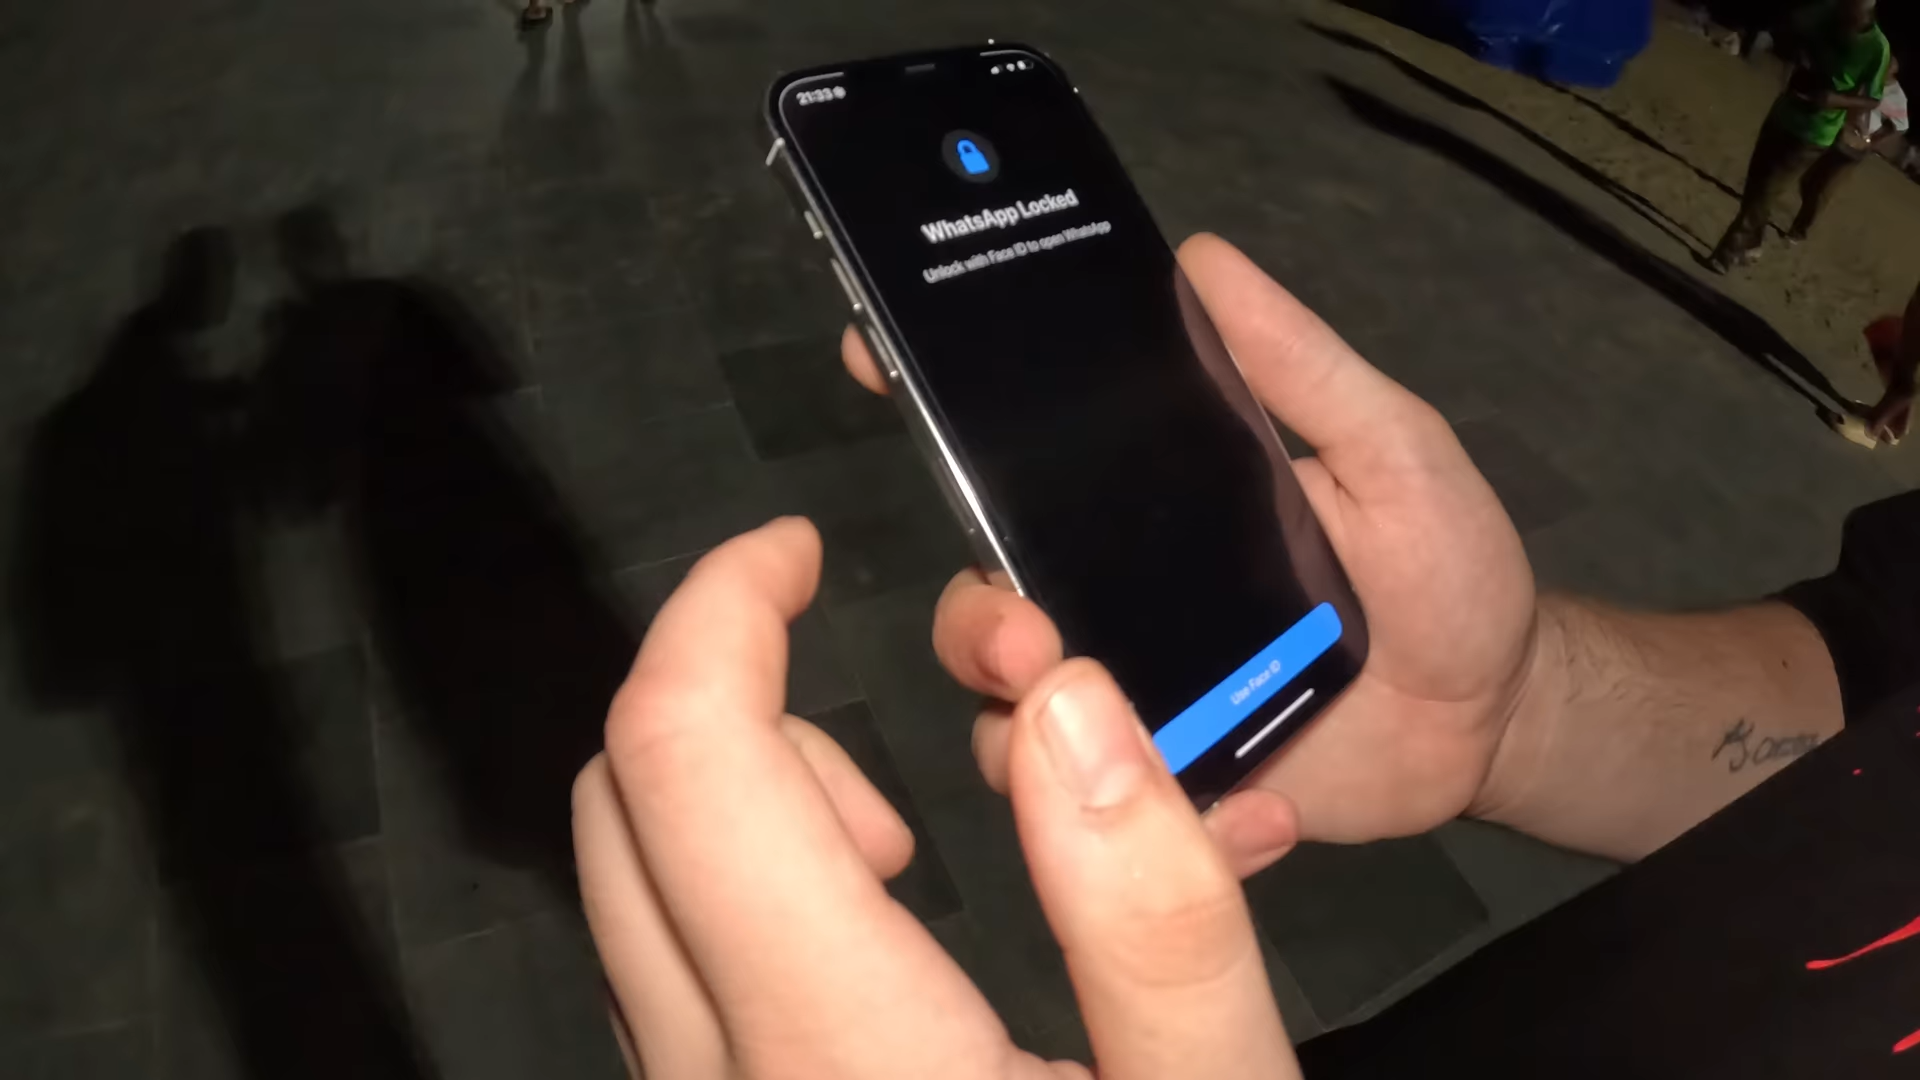 21:33
WhatsApp Locked
Unlock with Face ID to open WhatsApp
Use Face ID